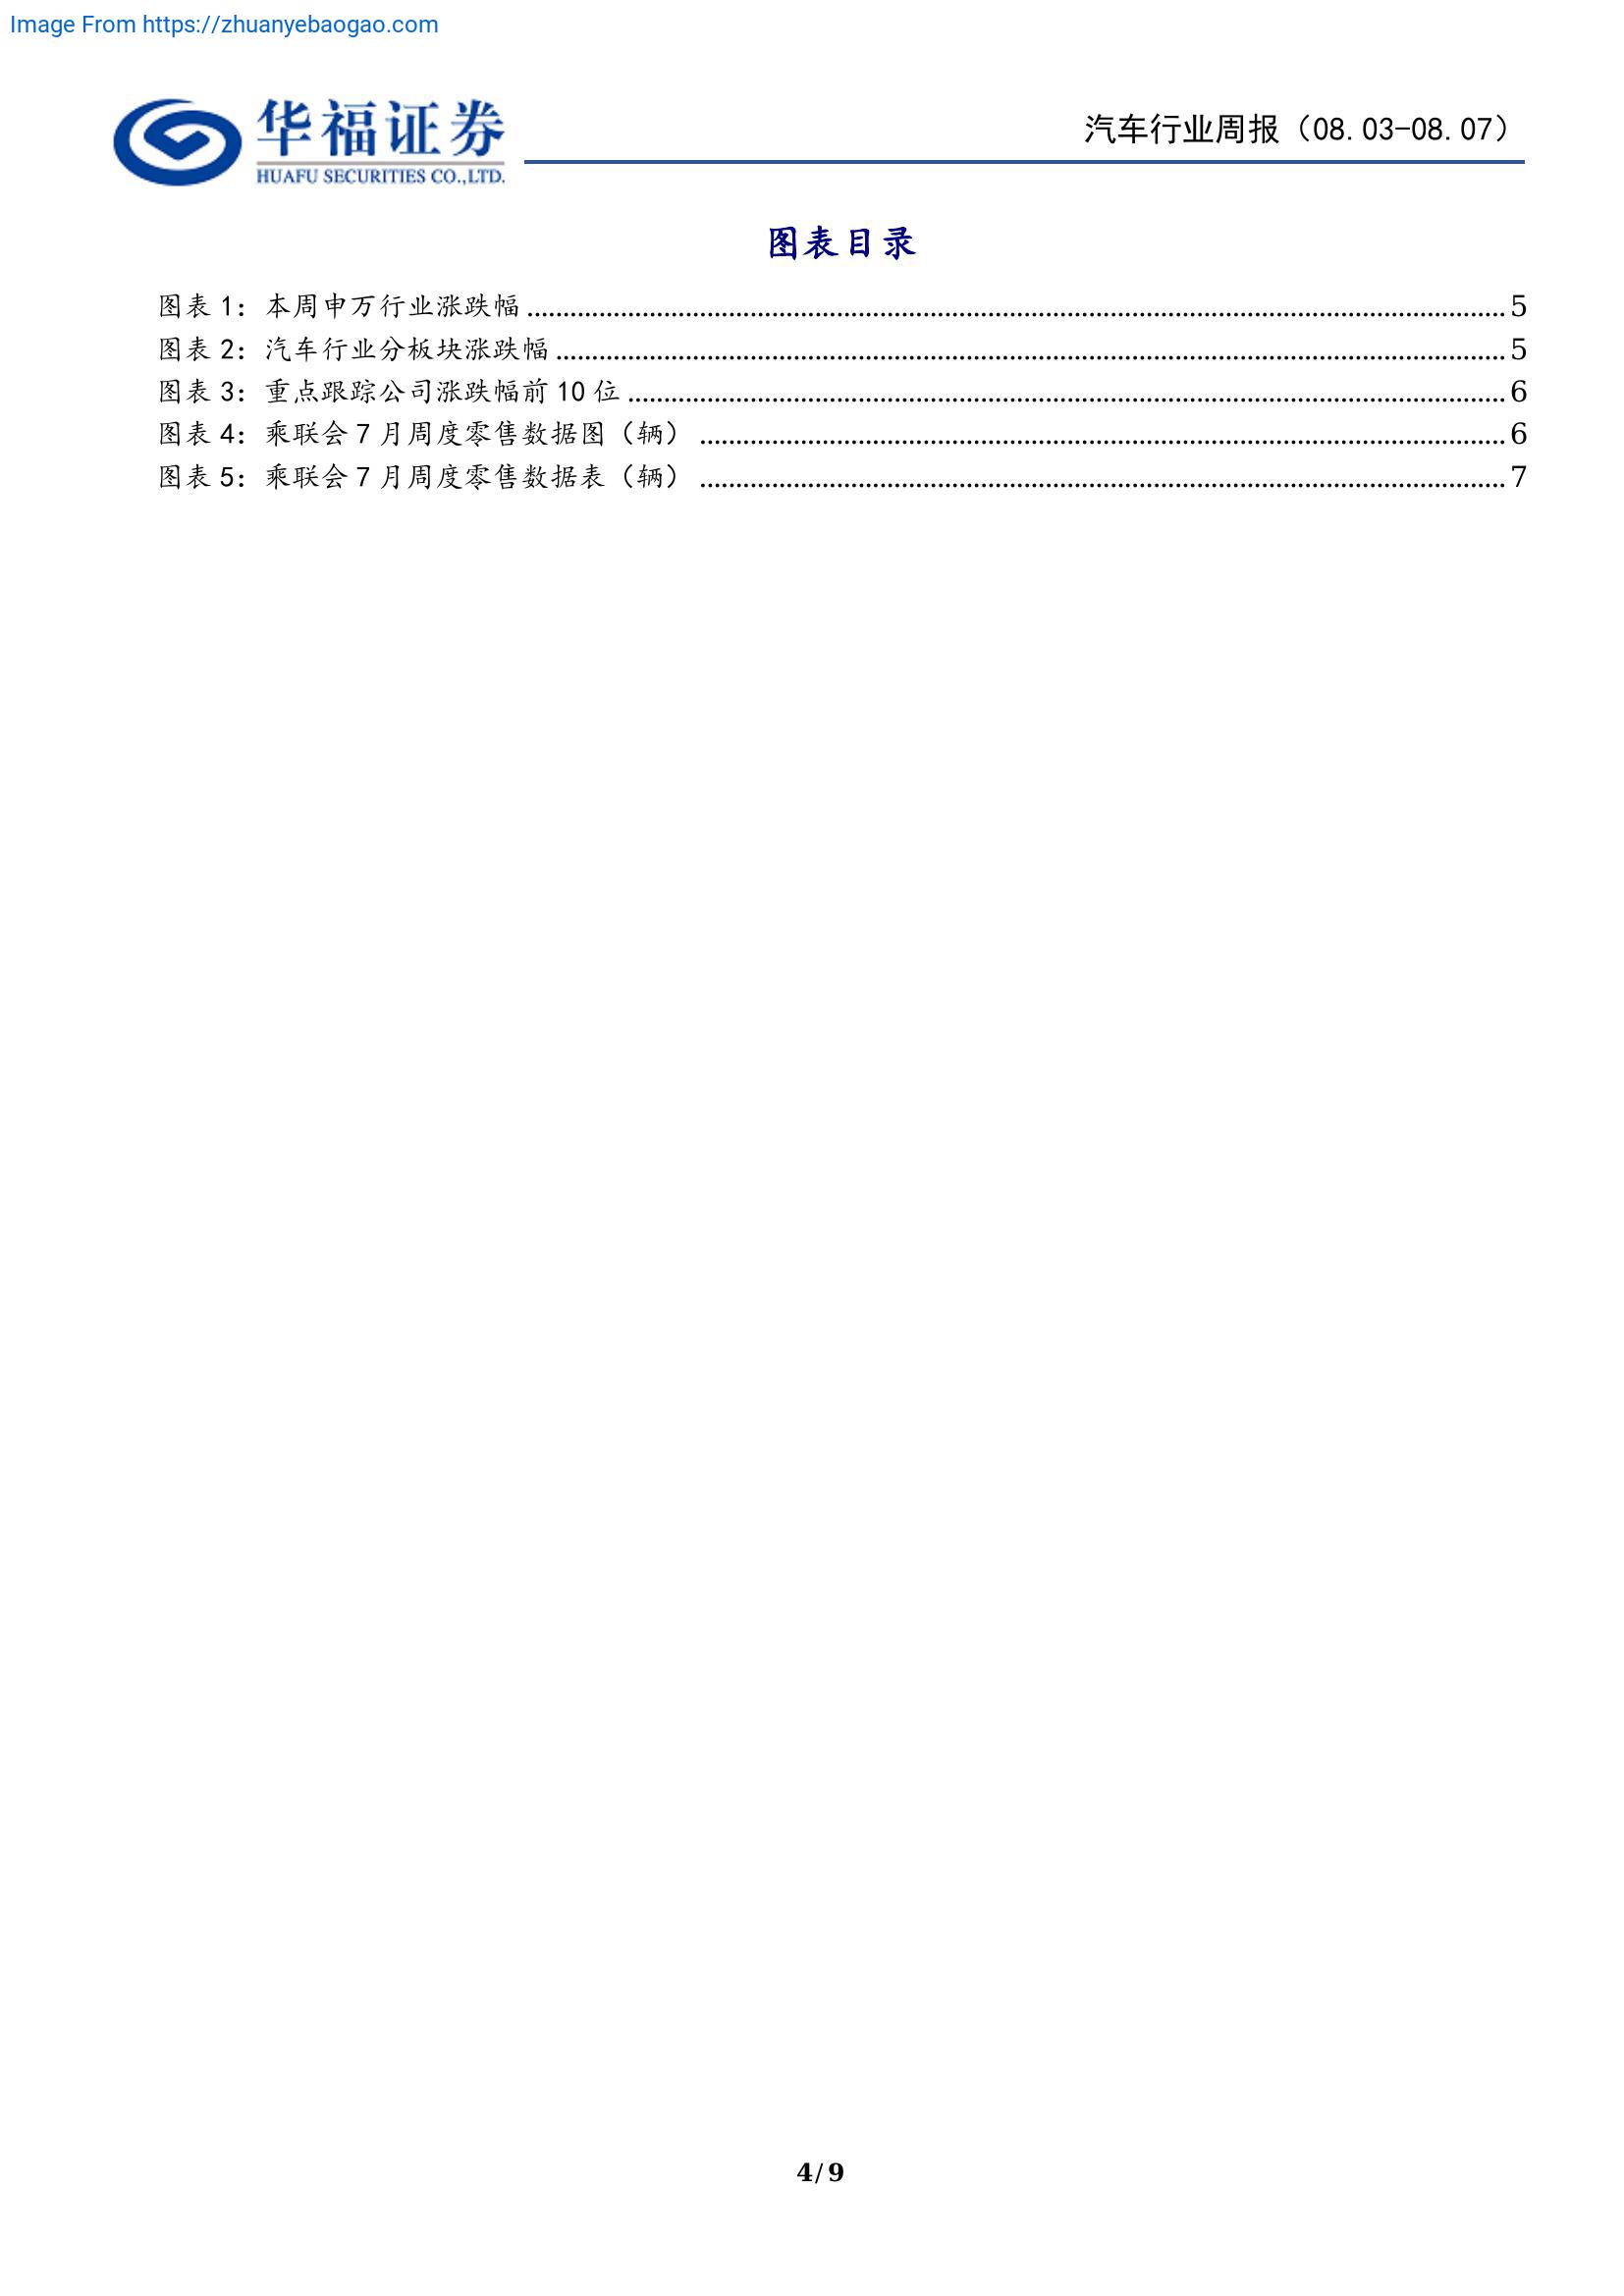 Image From https://zhuanyebaogao.com
华福证券
HUAFU SECURITIES CO.,LTD.
汽车行业周报（08.03-08.07）
图表目录
图表 1：本周申万行业涨跌幅 5
图表 2：汽车行业分板块涨跌幅 5
图表 3：重点跟踪公司涨跌幅前 10 位 6
图表 4：乘联会 7 月周度零售数据图（辆） 6
图表 5：乘联会 7 月周度零售数据表（辆） 7
4/9